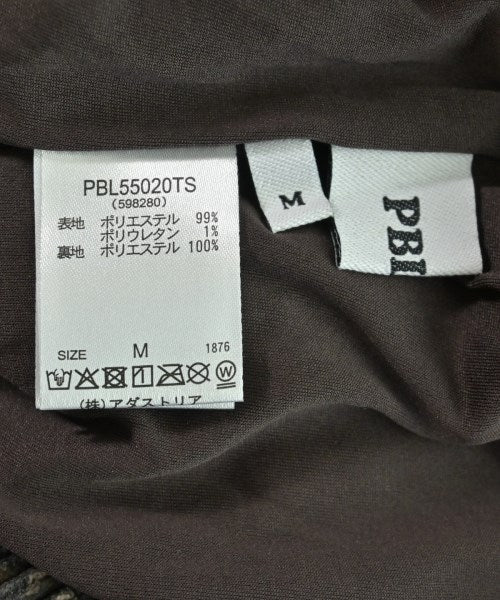 PBL55020TS
(598280)
表地 ポリエステル 99%
ポリウレタン 1%
裏地 ポリエステル 100%
SIZE M 1876
W
(株)アダストリア
M